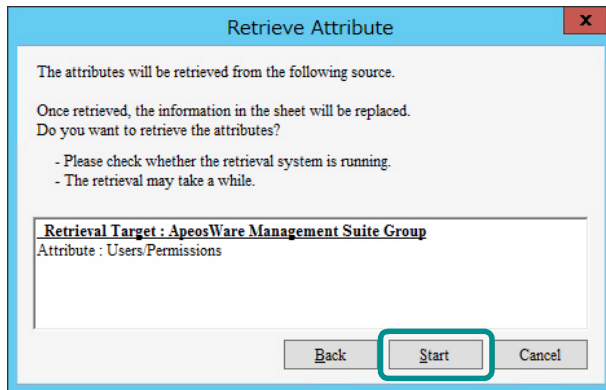 Retrieve Attribute
x
The attributes will be retrieved from the following source.
Once retrieved, the information in the sheet will be replaced.
Do you want to retrieve the attributes?
- Please check whether the retrieval system is running.
- The retrieval may take a while.
Retrieval Target : ApeosWare Management Suite Group
Attribute : Users/Permissions
Back Start Cancel